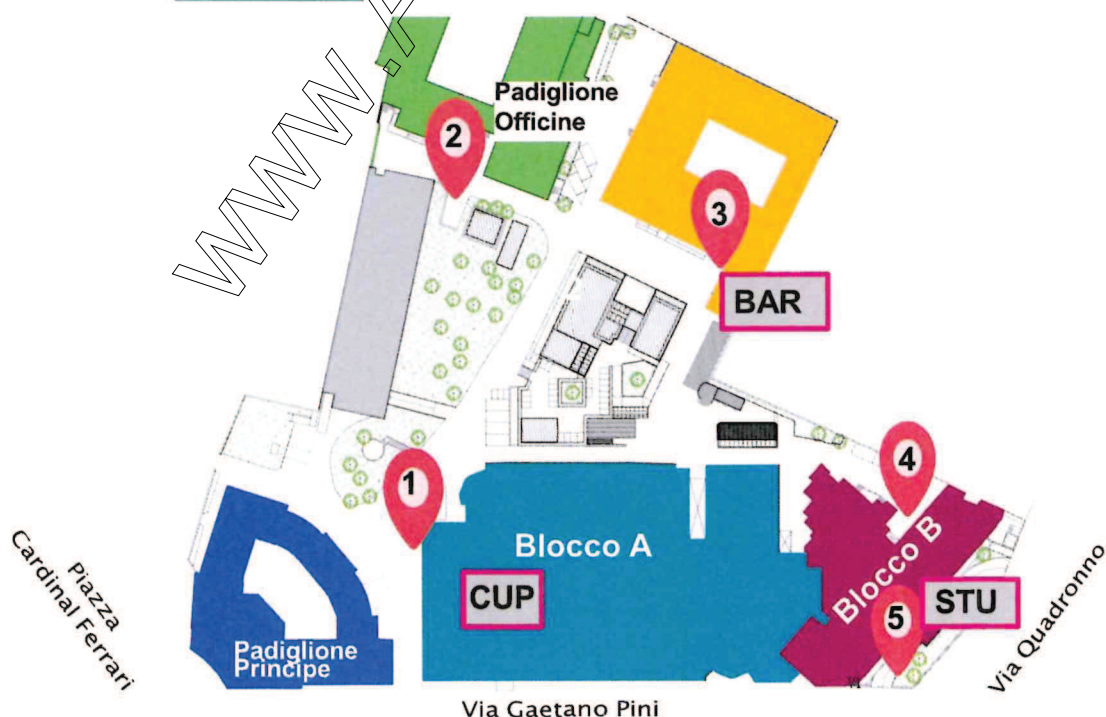 WWW.A
Padiglione
Officine
2
3
BAR
4
1
Blocco A
Blocco B
CUP
STU
5
Piazza
Cardinal Ferrari
Padiglione
Principe
Via Quadronno
Via Gaetano Pini